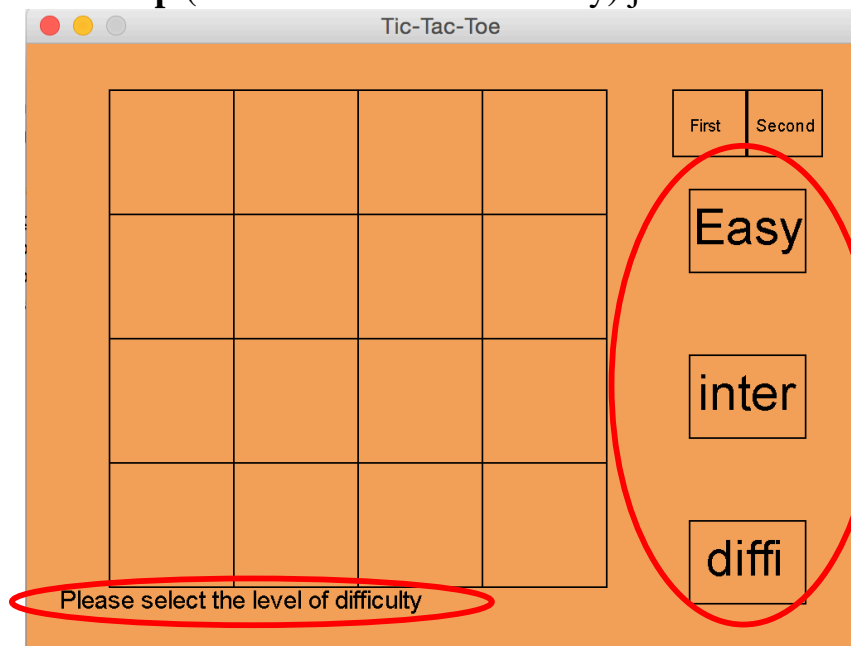 Tic-Tac-Toe
First Second
Easy
inter
diffi
Please select the level of difficulty